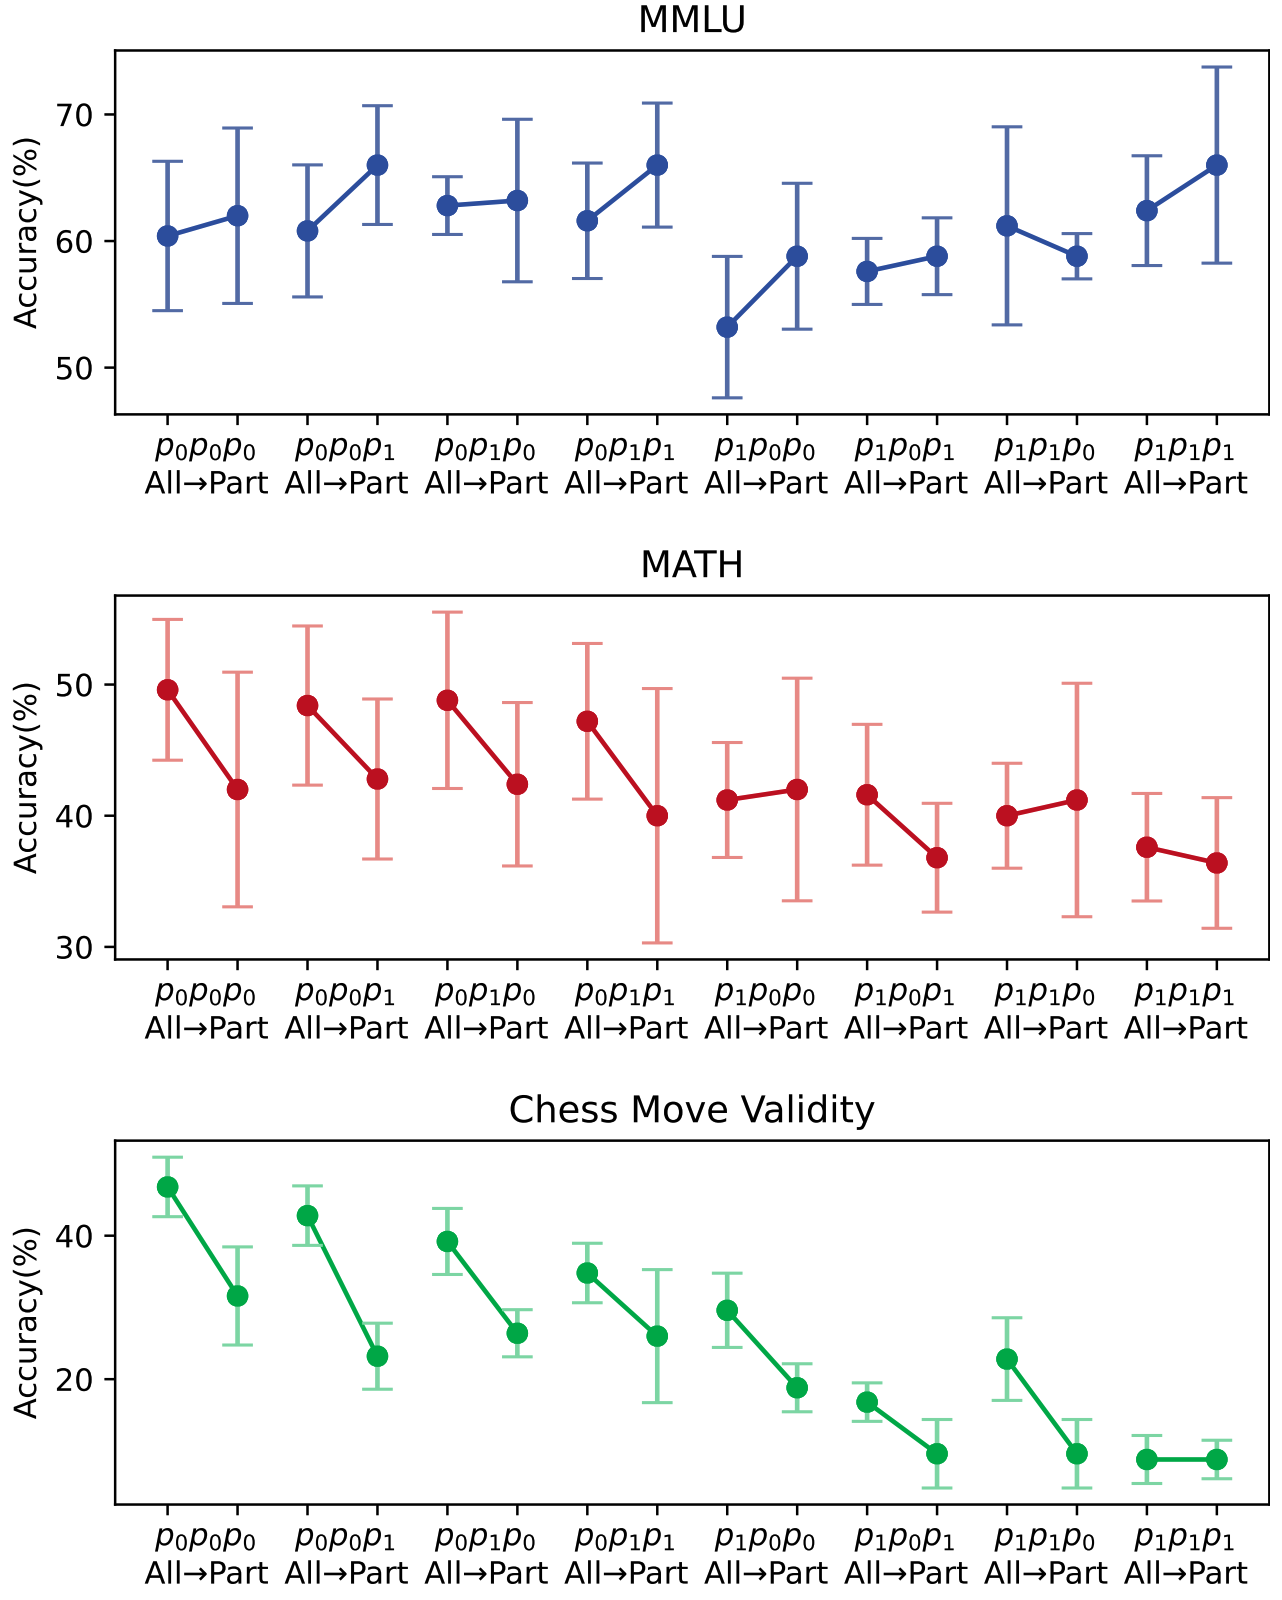 MMLU
Accuracy(%)
70
60
50
p₀p₀p₀ p₀p₀p₁ p₀p₁p₀ p₀p₁p₁ p₁p₀p₀ p₁p₀p₁ p₁p₁p₀ p₁p₁p₁
All→Part All→Part All→Part All→Part All→Part All→Part All→Part All→Part
MATH
Accuracy(%)
50
40
30
p₀p₀p₀ p₀p₀p₁ p₀p₁p₀ p₀p₁p₁ p₁p₀p₀ p₁p₀p₁ p₁p₁p₀ p₁p₁p₁
All→Part All→Part All→Part All→Part All→Part All→Part All→Part All→Part
Chess Move Validity
Accuracy(%)
40
20
p₀p₀p₀ p₀p₀p₁ p₀p₁p₀ p₀p₁p₁ p₁p₀p₀ p₁p₀p₁ p₁p₁p₀ p₁p₁p₁
All→Part All→Part All→Part All→Part All→Part All→Part All→Part All→Part